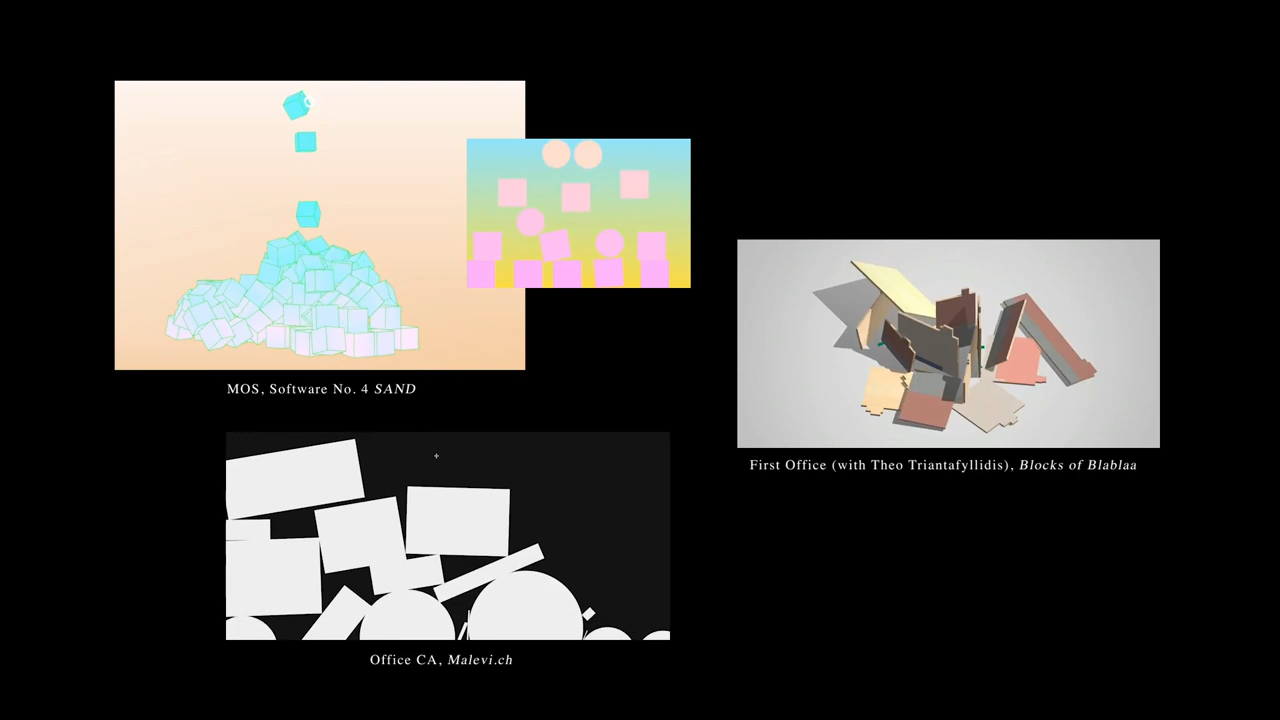 MOS, Software No. 4 SAND
First Office (with Theo Triantafyllidis), Blocks of Blablaa
Office CA, Malevi.ch